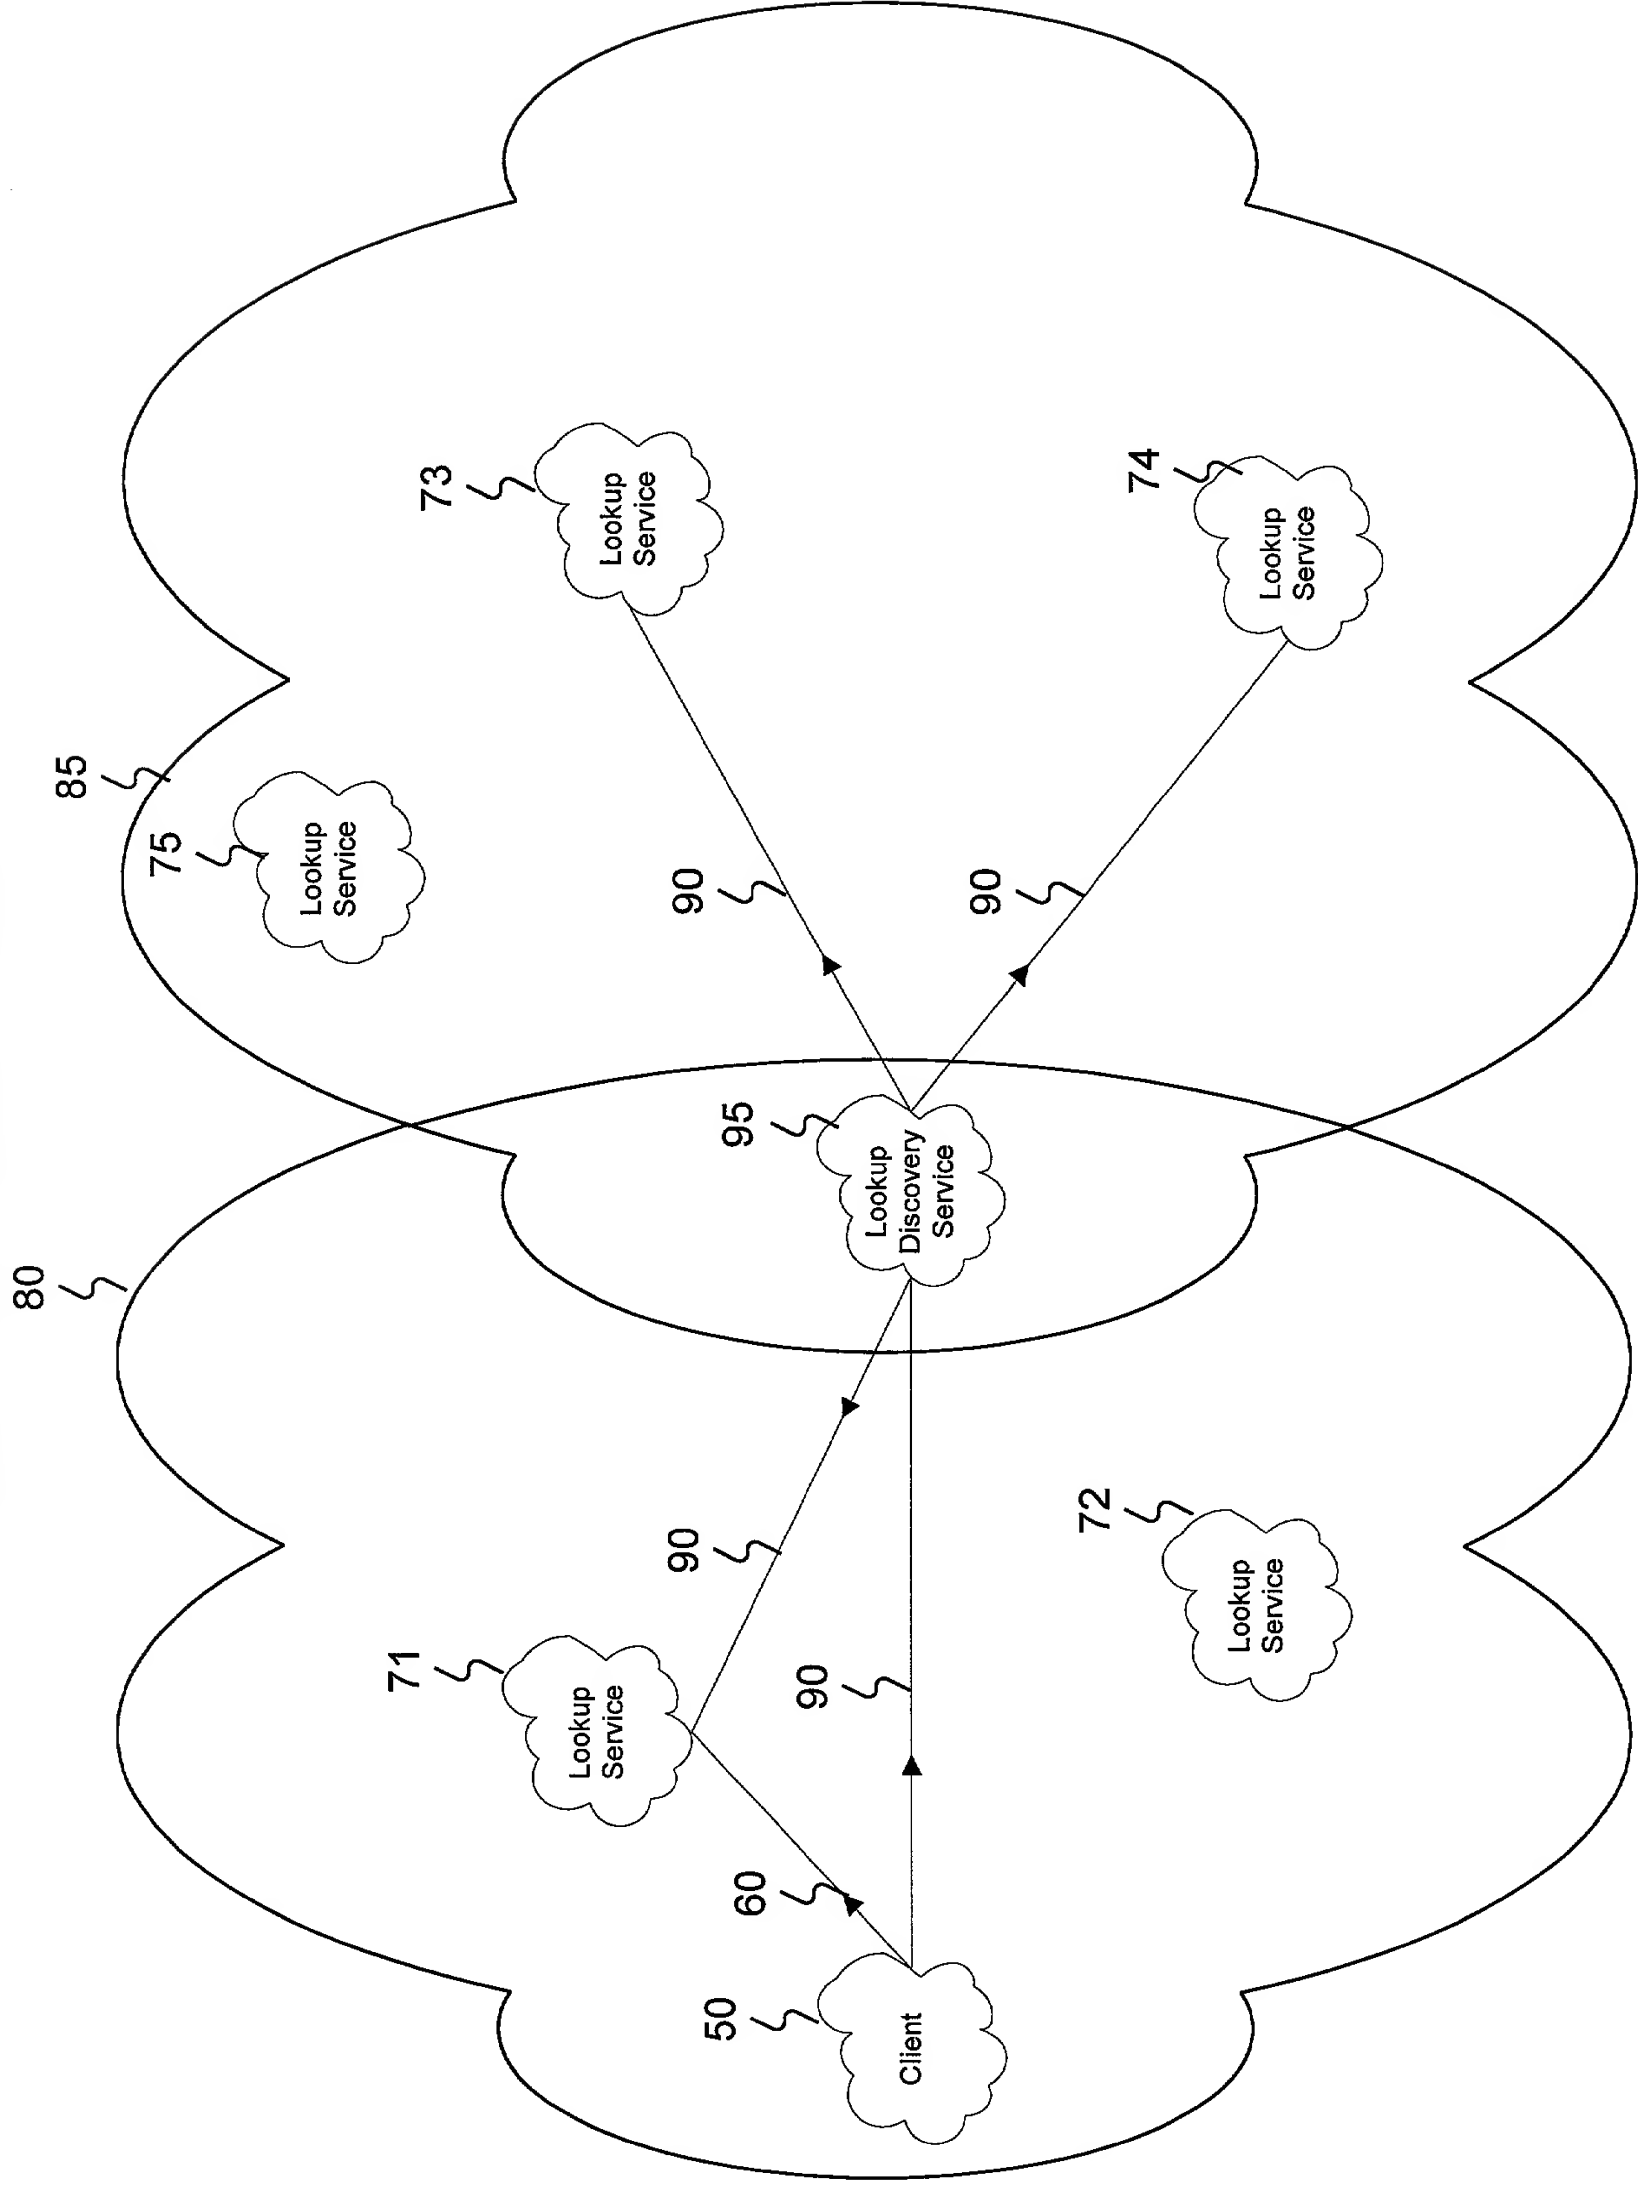 80
85
75
Lookup
Service
73
Lookup
Service
71
Lookup
Service
90
90
95
Lookup
Discovery
Service
50
Client
60
90
90
72
Lookup
Service
74
Lookup
Service